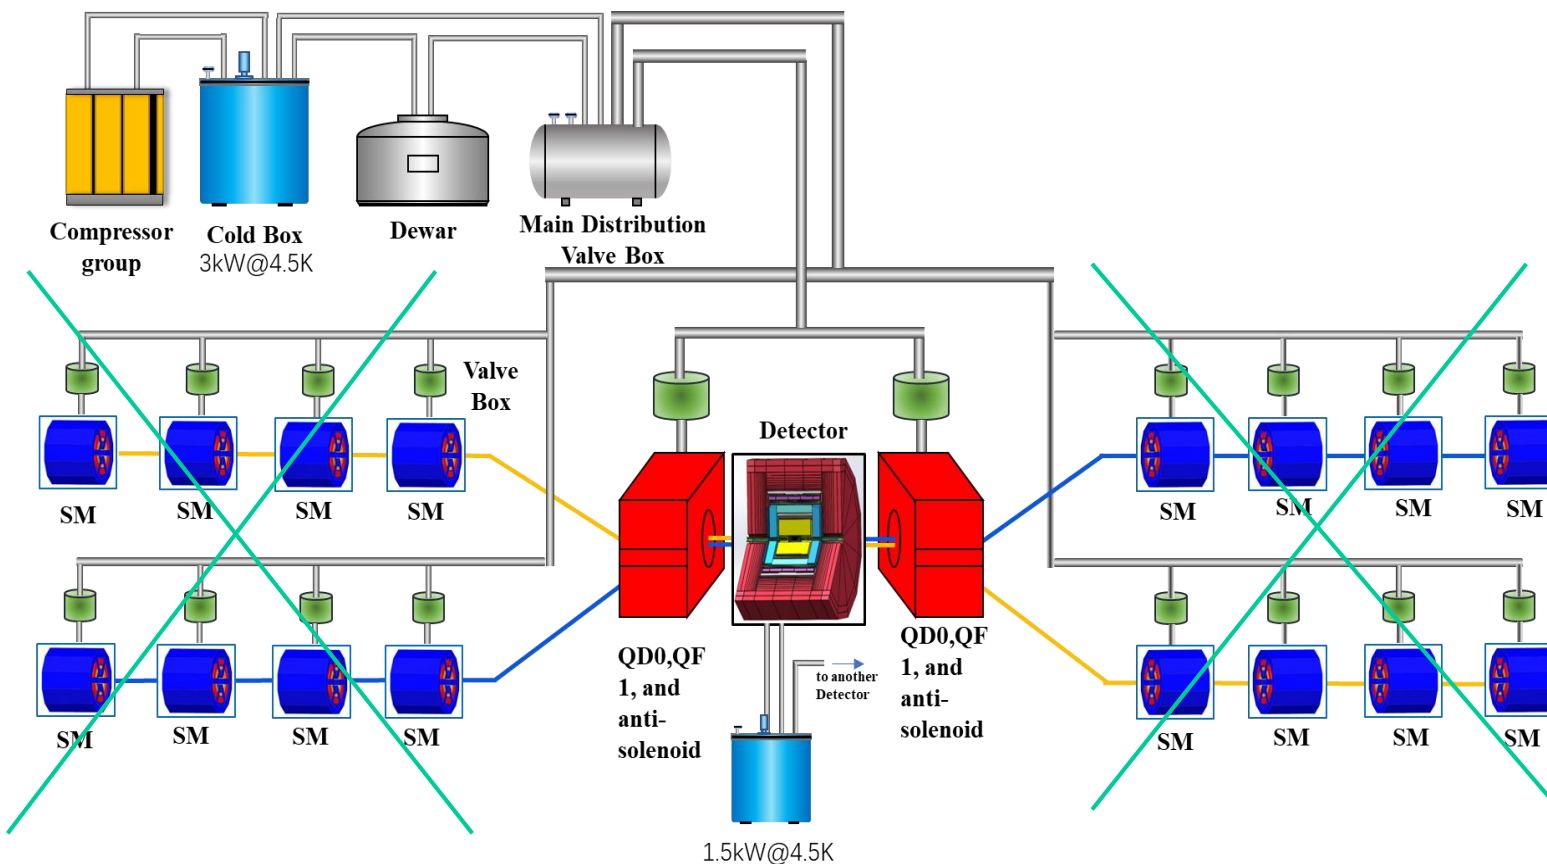 Compressor
group
Cold Box
3kW@4.5K
Dewar
Main Distribution
Valve Box
Valve
Box
SM
SM
SM
SM
Detector
SM
SM
SM
SM
SM
SM
SM
SM
QD0,QF
1, and
anti-
solenoid
to another
Detector
QD0,QF
1, and
anti-
solenoid
SM
SM
SM
SM
1.5kW@4.5K